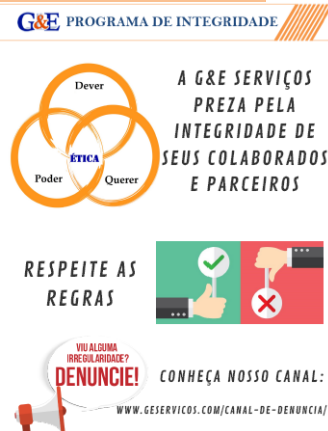 G&E PROGRAMA DE INTEGRIDADE
Dever
Poder
ÉTICA
Querer
A G&E SERVIÇOS
PREZA PELA
INTEGRIDADE DE
SEUS COLABORADOS
E PARCEIROS
RESPEITE AS
REGRAS
VIU ALGUMA
IRREGULARIDADE?
DENUNCIE!
CONHEÇA NOSSO CANAL:
WWW.GESERVICOS.COM/CANAL-DE-DENUNCIA/